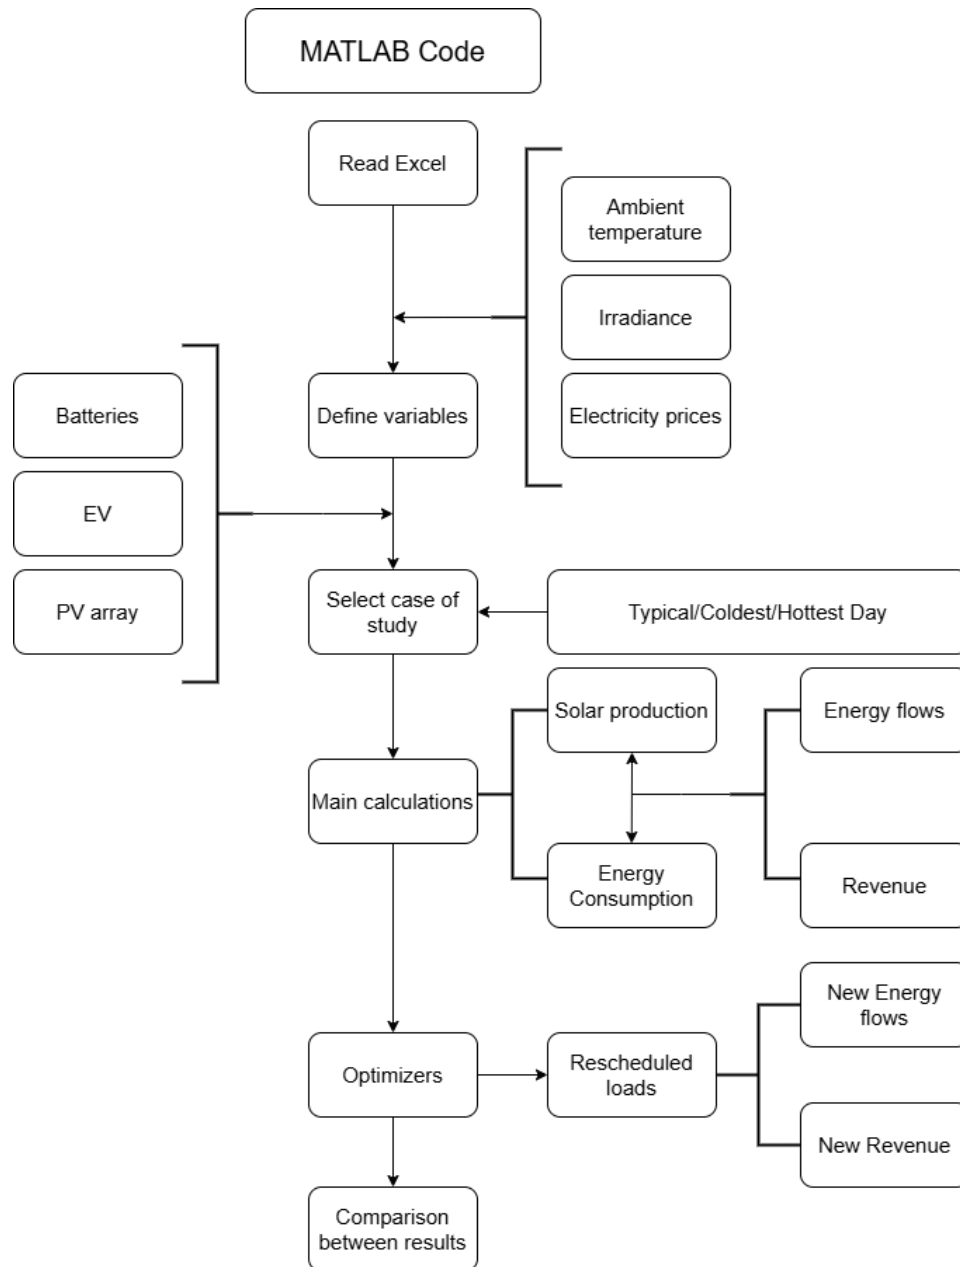 MATLAB Code
Read Excel
Ambient
temperature
Irradiance
Electricity prices
Define variables
Batteries
EV
PV array
Select case of
study
Typical/Coldest/Hottest Day
Solar production
Energy flows
Main calculations
Energy
Consumption
Revenue
New Energy
flows
Optimizers
Rescheduled
loads
New Revenue
Comparison
between results